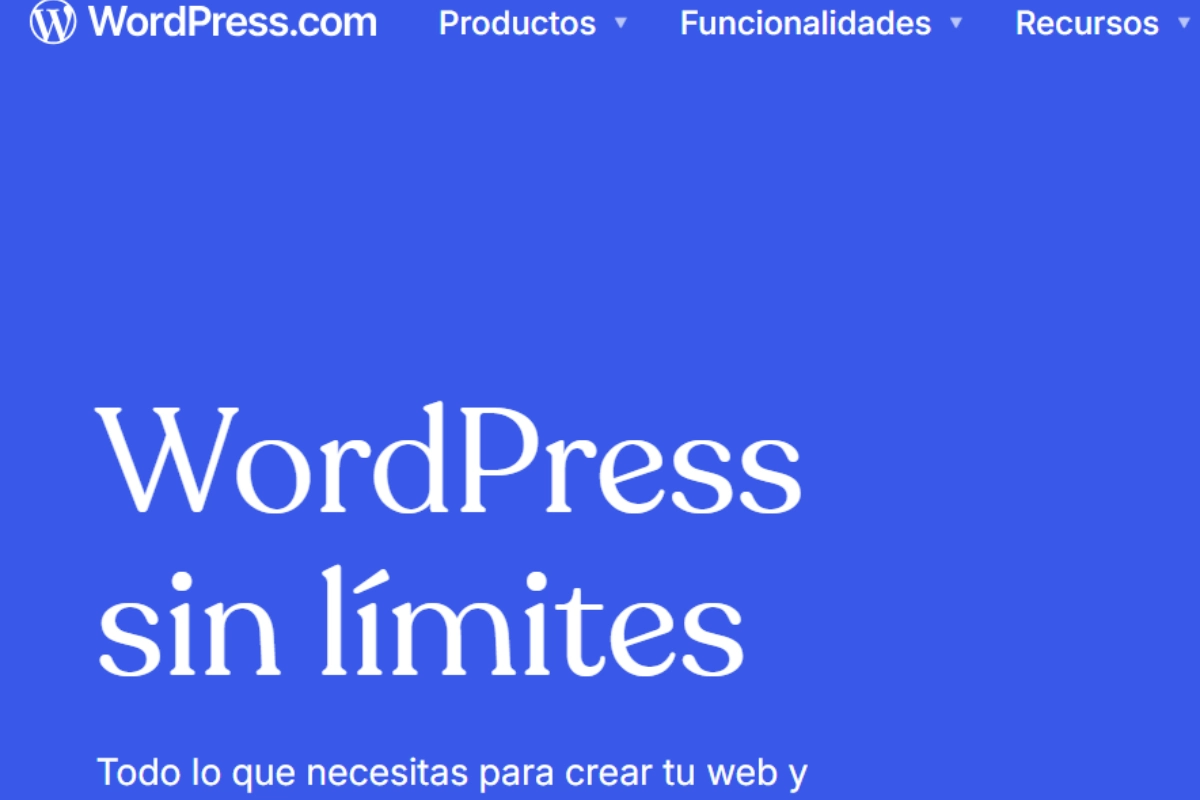 WordPress.com Productos Funcionalidades Recursos
WordPress
sin límites
Todo lo que necesitas para crear tu web y